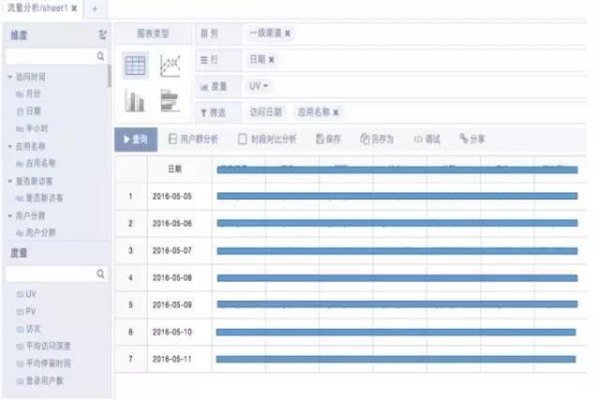 流量分析/sheet1 ×
+
维度
访问时间
月份
日期
半小时
应用名称
应用名称
是否新访客
是否新访客
用户分群
用户分群
度量
UV
PV
访次
平均访问深度
平均停留时间
登录用户数
图表类型
列 一级渠道 ×
行 日期 ×
度量 UV
筛选 访问日期 应用名称 ×
查询 用户群分析 时段对比分析 保存 另存为 调试 分享
日期
1 2016-05-05
2 2016-05-06
3 2016-05-07
4 2016-05-08
5 2016-05-09
6 2016-05-10
7 2016-05-11